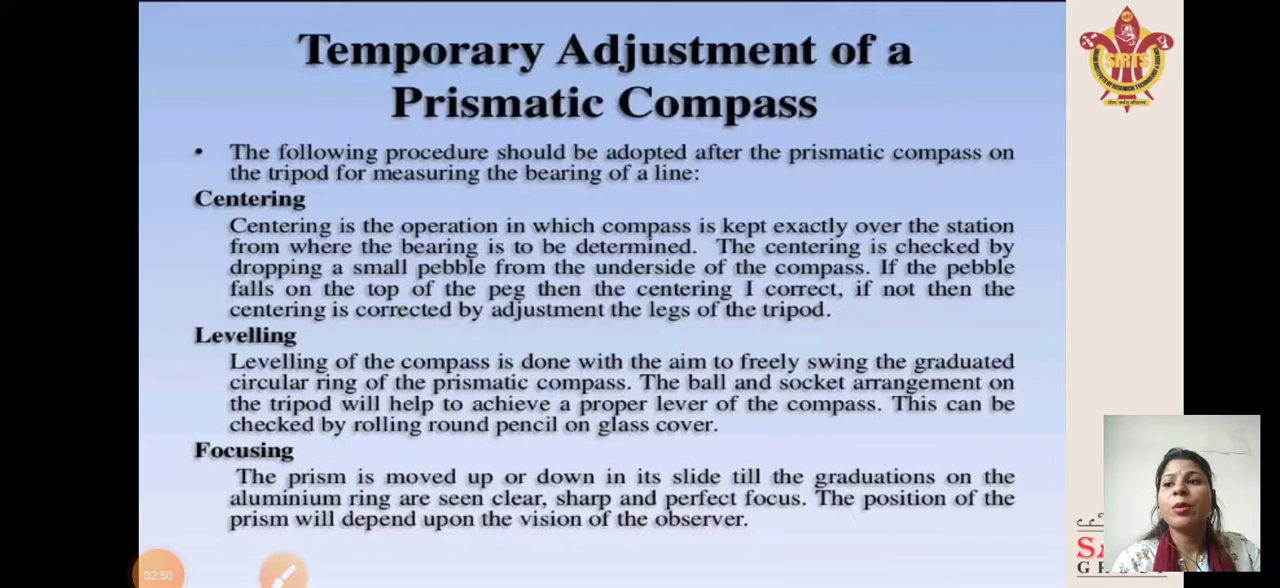 Temporary Adjustment of a
Prismatic Compass
• The following procedure should be adopted after the prismatic compass on
the tripod for measuring the bearing of a line:
Centering
Centering is the operation in which compass is kept exactly over the station
from where the bearing is to be determined. The centering is checked by
dropping a small pebble from the underside of the compass. If the pebble
falls on the top of the peg then the centering I correct, if not then the
centering is corrected by adjustment the legs of the tripod.
Levelling
Levelling of the compass is done with the aim to freely swing the graduated
circular ring of the prismatic compass. The ball and socket arrangement on
the tripod will help to achieve a proper lever of the compass. This can be
checked by rolling round pencil on glass cover.
Focusing
The prism is moved up or down in its slide till the graduations on the
aluminium ring are seen clear, sharp and perfect focus. The position of the
prism will depend upon the vision of the observer.
02:50
SIRTS